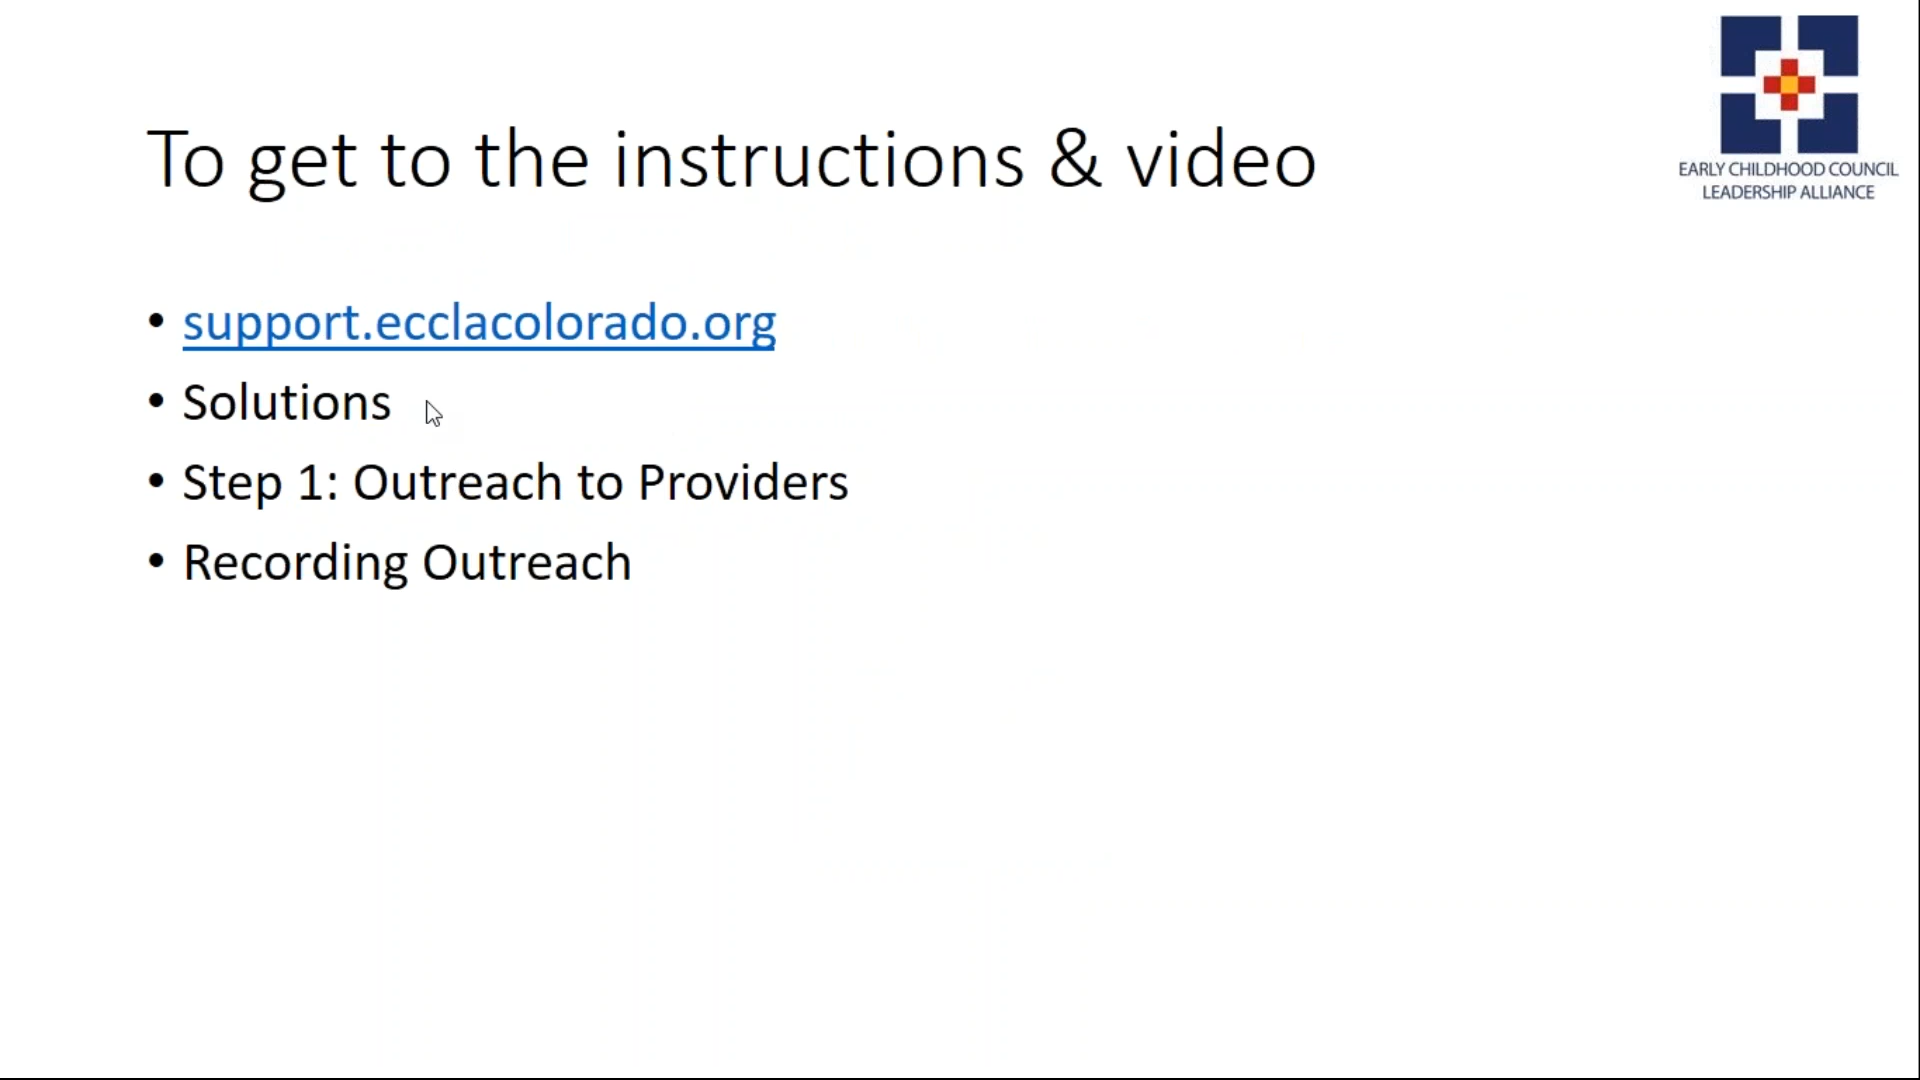 To get to the instructions & video
EARLY CHILDHOOD COUNCIL
LEADERSHIP ALLIANCE
• support.ecclacolorado.org
• Solutions
• Step 1: Outreach to Providers
• Recording Outreach